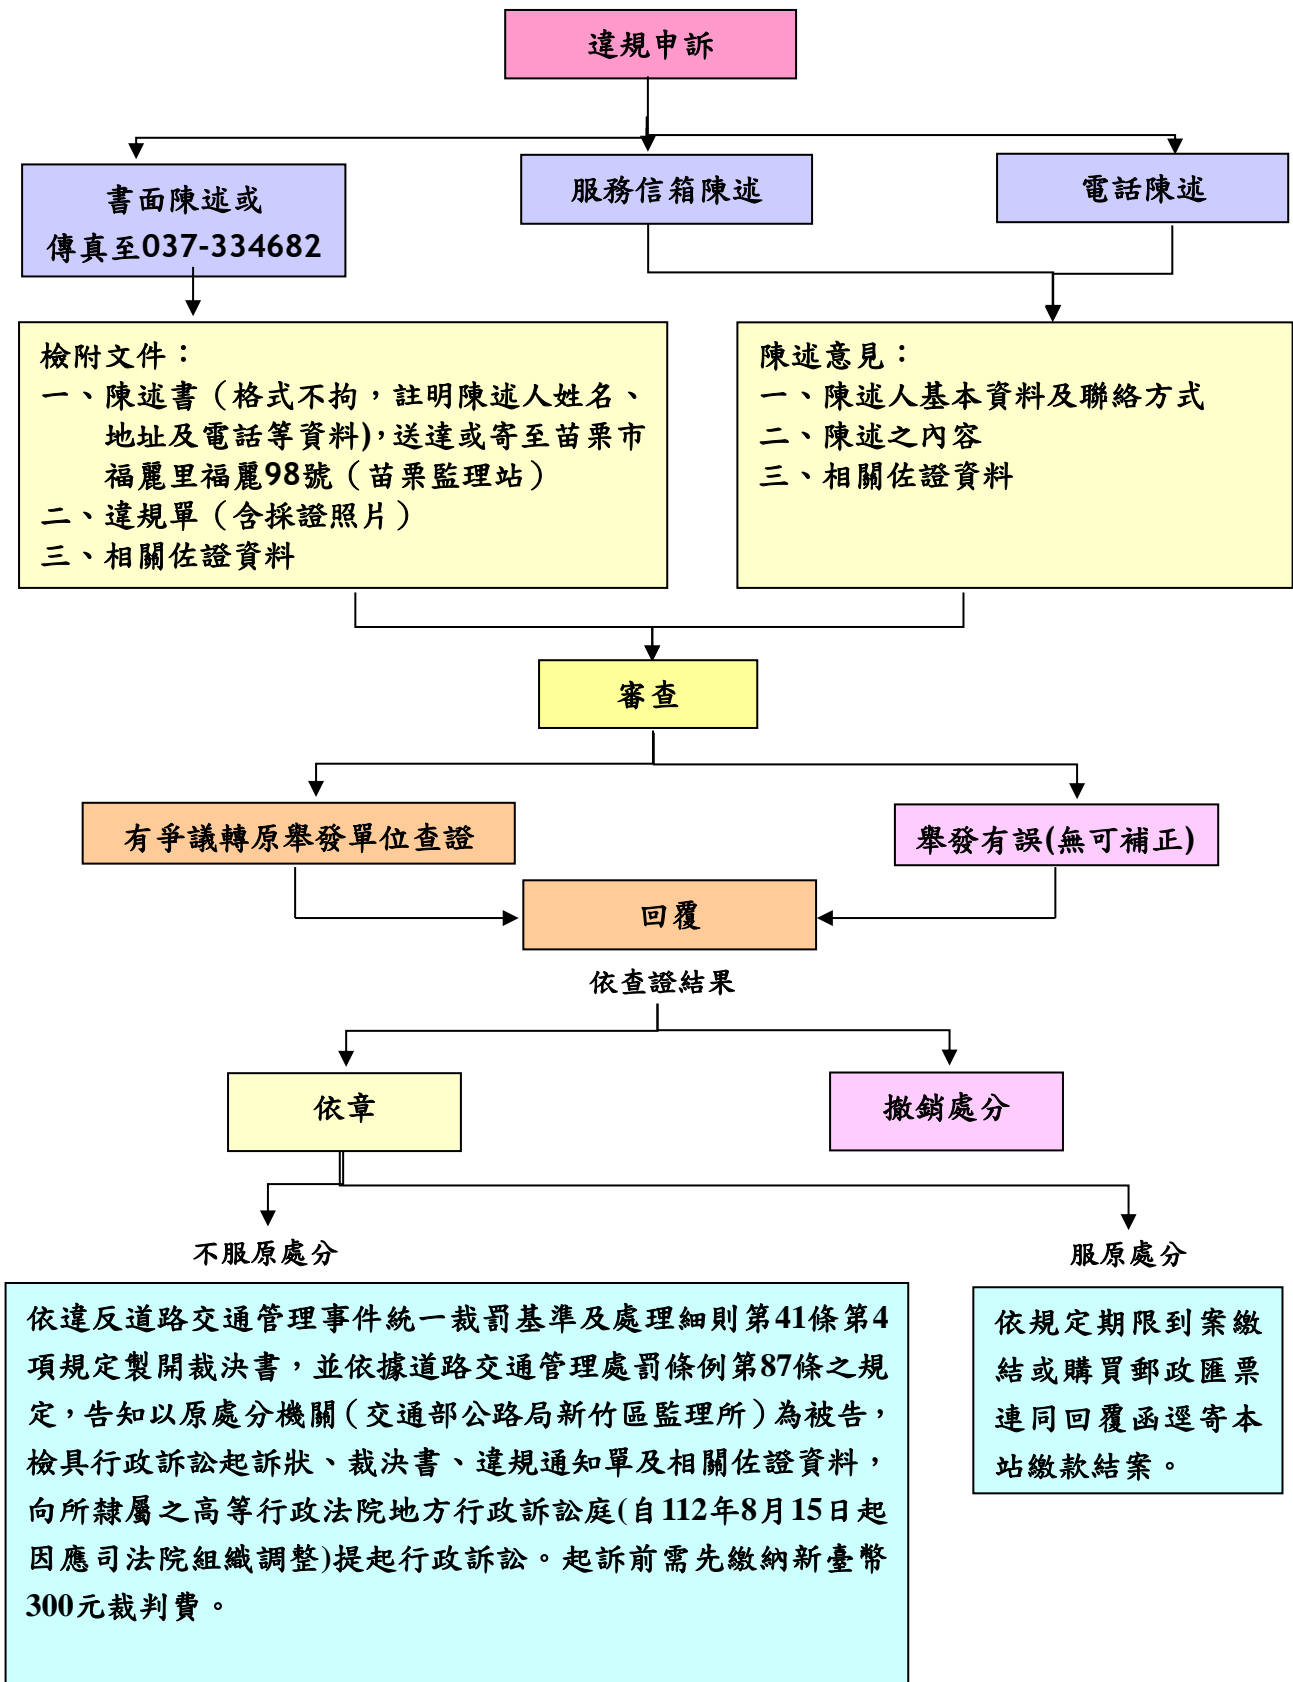 違規申訴
書面陳述或
傳真至037-334682
服務信箱陳述
電話陳述
檢附文件：
一、陳述書（格式不拘，註明陳述人姓名、
地址及電話等資料)，送達或寄至苗栗市
福麗里福麗98號（苗栗監理站）
二、違規單（含採證照片）
三、相關佐證資料
陳述意見：
一、陳述人基本資料及聯絡方式
二、陳述之內容
三、相關佐證資料
審查
有爭議轉原舉發單位查證
舉發有誤(無可補正)
回覆
依查證結果
依章
撤銷處分
不服原處分
服原處分
依違反道路交通管理事件統一裁罰基準及處理細則第41條第4
項規定製開裁決書，並依據道路交通管理處罰條例第87條之規
定，告知以原處分機關（交通部公路局新竹區監理所）為被告，
檢具行政訴訟起訴狀、裁決書、違規通知單及相關佐證資料，
向所隸屬之高等行政法院地方行政訴訟庭(自112年8月15日起
因應司法院組織調整)提起行政訴訟。起訴前需先繳納新臺幣
300元裁判費。
依規定期限到案繳
結或購買郵政匯票
連同回覆函逕寄本
站繳款結案。